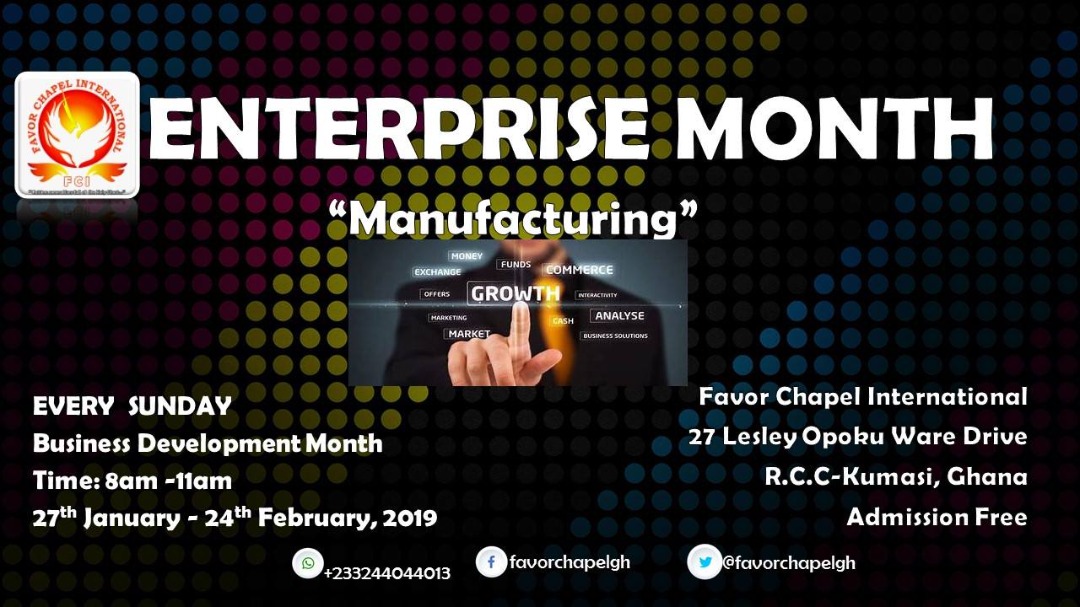 FAVOR CHAPEL INTERNATIONAL
FCI
ENTERPRISE MONTH
“Manufacturing”
MONEY
FUNDS
EXCHANGE
COMMERCE
OFFERS
GROWTH
INTERACTIVITY
MARKETING
CASH
ANALYSE
MARKET
BUSINESS SOLUTIONS
EVERY SUNDAY
Business Development Month
Time: 8am -11am
27th January - 24th February, 2019
Favor Chapel International
27 Lesley Opoku Ware Drive
R.C.C-Kumasi, Ghana
Admission Free
+233244044013
favorchapelgh
@favorchapelgh